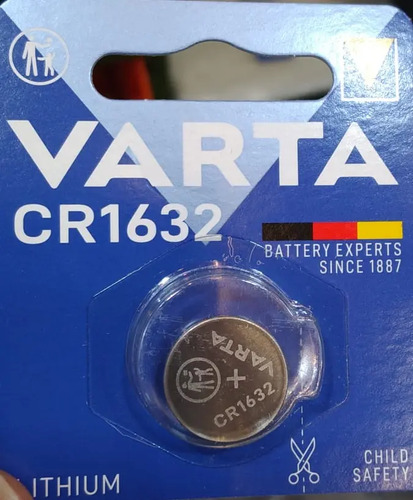 VARTA
CR1632
BATTERY EXPERTS
SINCE 1887
VARTA
+
CR1632
LITHIUM
CHILD
SAFETY